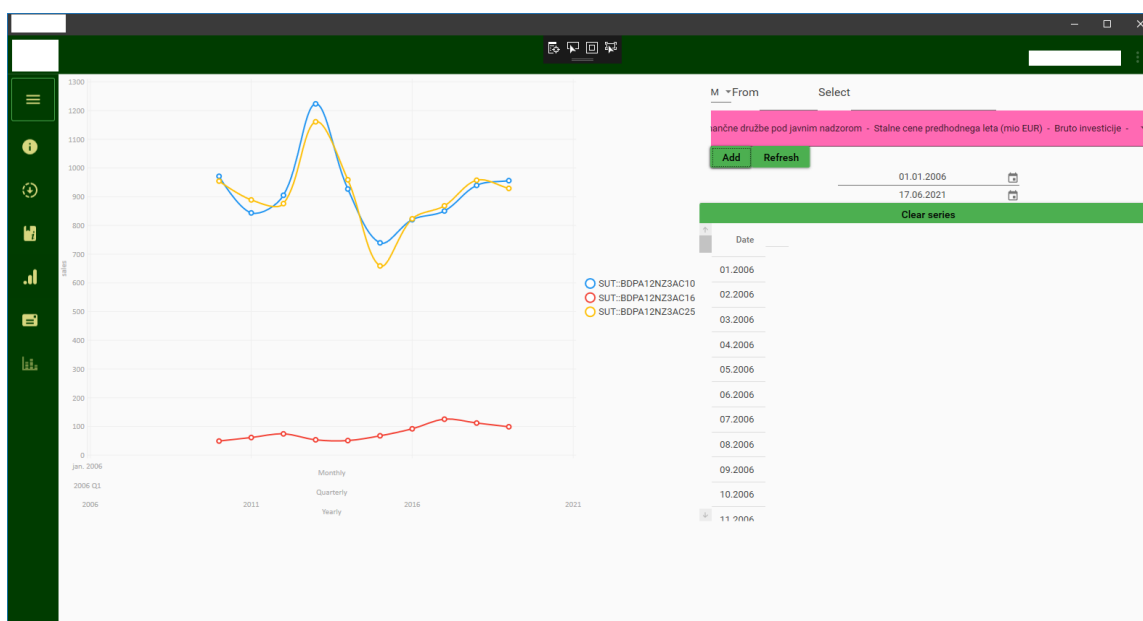 M From Select
1300
1200
1100
1000
900
800
700
600
500
400
300
200
100
0
sales
jan. 2006
Monthly
2006 Q1
Quarterly
2006 2011 2016 2021
Yearly
SUT::BDPA12NZ3AC10
SUT::BDPA12NZ3AC16
SUT::BDPA12NZ3AC25
družbe pod javnim nadzorom - Stalne cene predhodnega leta (mio EUR) - Bruto investicije -
Add Refresh
01.01.2006
17.06.2021
Clear series
Date
01.2006
02.2006
03.2006
04.2006
05.2006
06.2006
07.2006
08.2006
09.2006
10.2006
11.2006